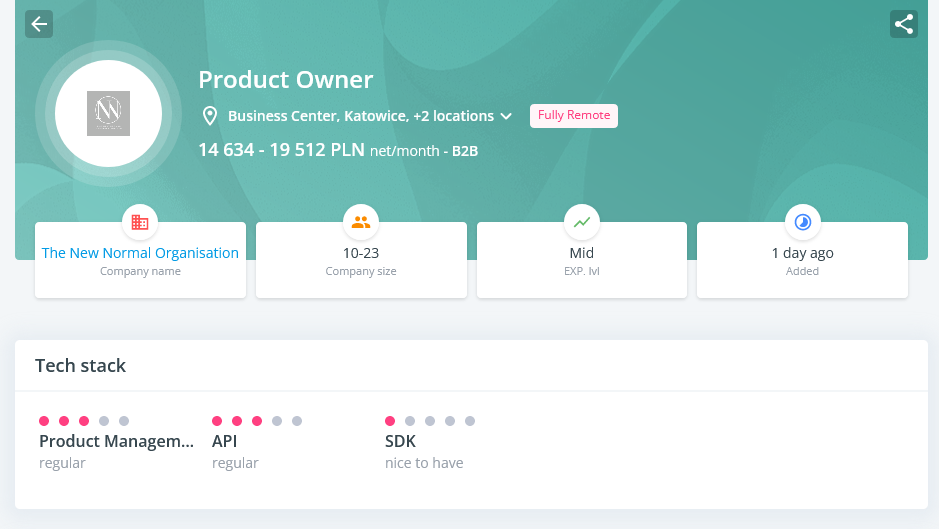 Product Owner
Business Center, Katowice, +2 locations
Fully Remote
14 634 - 19 512 PLN net/month - B2B
The New Normal Organisation
Company name
10-23
Company size
Mid
EXP. lvl
1 day ago
Added
Tech stack
Product Managem...
regular
API
regular
SDK
nice to have